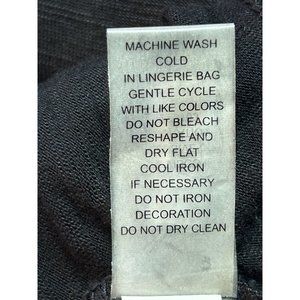 MACHINE WASH
COLD
IN LINGERIE BAG
GENTLE CYCLE
WITH LIKE COLORS
DO NOT BLEACH
RESHAPE AND
DRY FLAT
COOL IRON
IF NECESSARY
DO NOT IRON
DECORATION
DO NOT DRY CLEAN